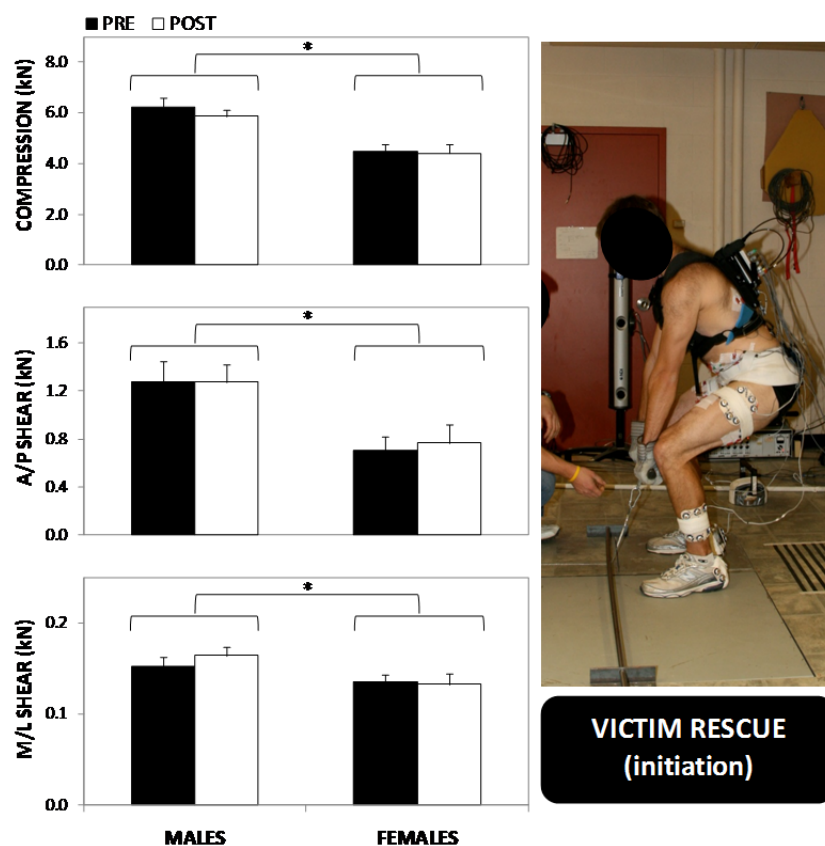 PRE POST
COMPRESSION (kN)
8.0
6.0
4.0
2.0
0.0
*
A/P SHEAR (kN)
1.6
1.2
0.8
0.4
0.0
*
M/L SHEAR (kN)
0.2
0.1
0.0
*
MALES FEMALES
VICTIM RESCUE
(initiation)